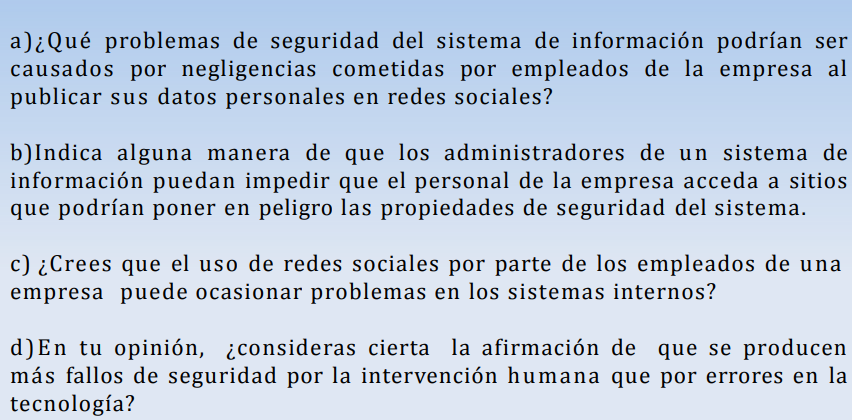 a)¿Qué problemas de seguridad del sistema de información podrían ser
causados por negligencias cometidas por empleados de la empresa al
publicar sus datos personales en redes sociales?
b)Indica alguna manera de que los administradores de un sistema de
información puedan impedir que el personal de la empresa acceda a sitios
que podrían poner en peligro las propiedades de seguridad del sistema.
c) ¿Crees que el uso de redes sociales por parte de los empleados de una
empresa puede ocasionar problemas en los sistemas internos?
d)En tu opinión, ¿consideras cierta la afirmación de que se producen
más fallos de seguridad por la intervención humana que por errores en la
tecnología?